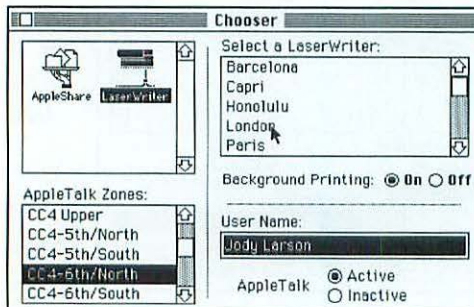 Chooser
AppleShare
LaserWriter
AppleTalk Zones:
CC4 Upper
CC4-5th/North
CC4-5th/South
CC4-6th/North
CC4-6th/South
Select a LaserWriter:
Barcelona
Capri
Honolulu
London
Paris
Background Printing: On Off
User Name:
Jody Larson
AppleTalk
Active
Inactive